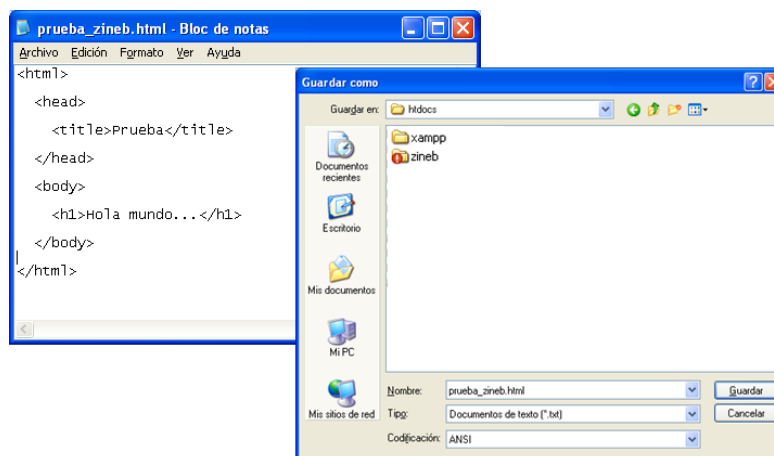 prueba_zineb.html - Bloc de notas
Archivo Edición Formato Ver Ayuda
<html>
<head>
<title>Prueba</title>
</head>
<body>
<h1>Hola mundo...</h1>
</body>
</html>
Guardar como
Guardar en: htdocs
xampp
zineb
Documentos
recientes
Escritorio
Mis documentos
Mi PC
Mis sitios de red
Nombre: prueba_zineb.html Guardar
Tipo: Documentos de texto (*.txt) Cancelar
Codificación: ANSI